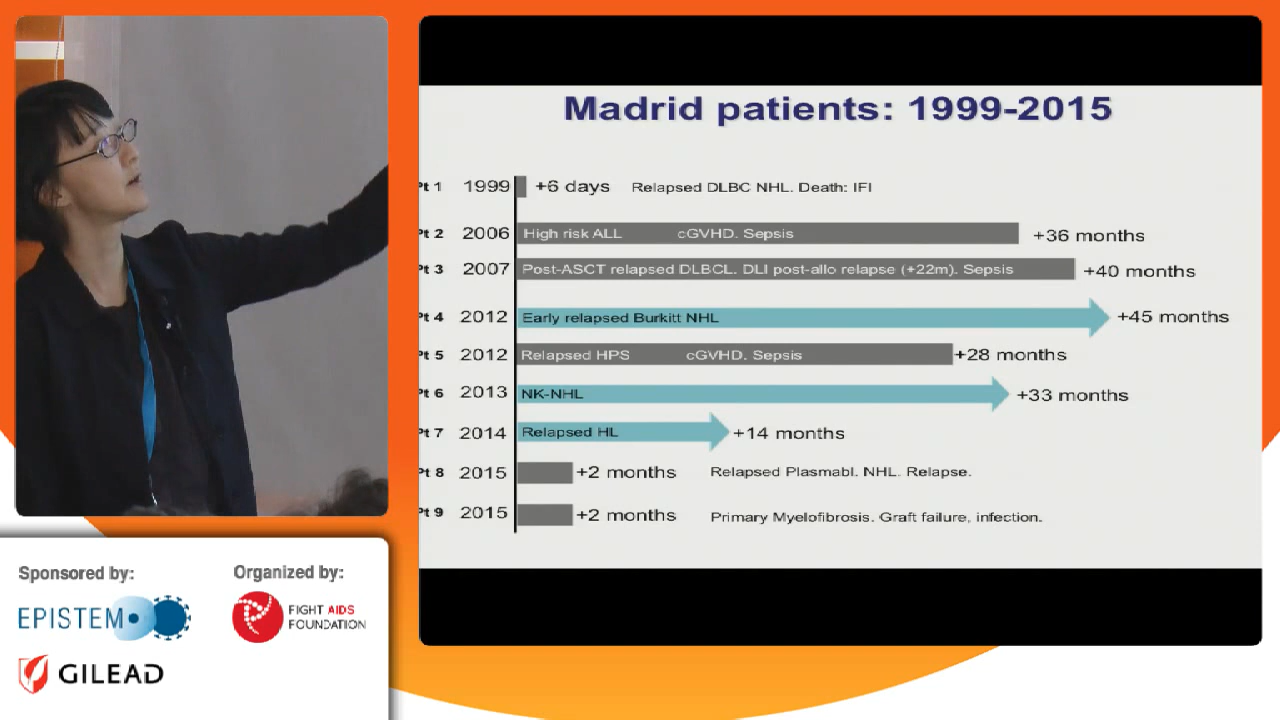 Madrid patients: 1999-2015
Pt 1 1999 +6 days Relapsed DLBC NHL. Death: IFI
Pt 2 2006 High risk ALL cGVHD. Sepsis +36 months
Pt 3 2007 Post-ASCT relapsed DLBCL. DLI post-allo relapse (+22m). Sepsis +40 months
Pt 4 2012 Early relapsed Burkitt NHL +45 months
Pt 5 2012 Relapsed HPS cGVHD. Sepsis +28 months
Pt 6 2013 NK-NHL +33 months
Pt 7 2014 Relapsed HL +14 months
Pt 8 2015 +2 months Relapsed Plasmabl. NHL. Relapse.
Pt 9 2015 +2 months Primary Myelofibrosis. Graft failure, infection.
Sponsored by:
EPISTEM
GILEAD
Organized by:
FIGHT AIDS
FOUNDATION